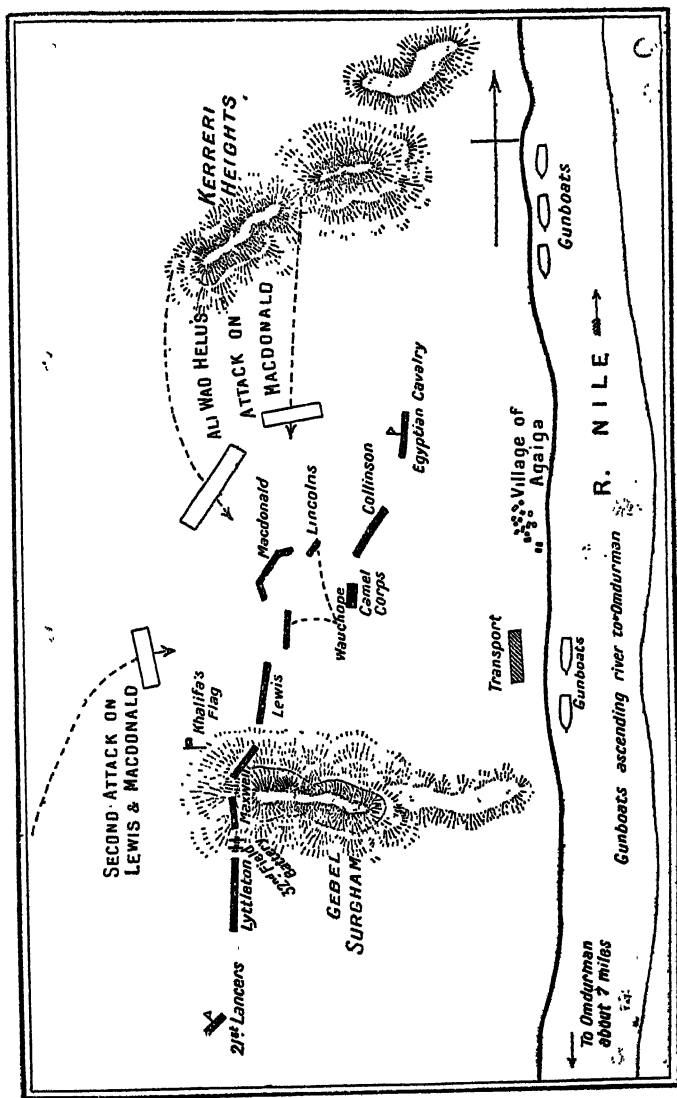 KERRERI
HEIGHTS
ALI WAD HELU'S
ATTACK ON
MACDONALD
SECOND ATTACK ON
LEWIS & MACDONALD
Khalifa's
Flag
Macdonald
Lincolns
Collinson
Egyptian Cavalry
Wauchope
Camel
Corps
Lewis
Maxwell
32nd Field
Battery
Lyttleton
21st Lancers
GEBEL
SURGHAM
Transport
Village of
Agaiga
Gunboats
Gunboats
R. NILE
Gunboats ascending river to Omdurman
To Omdurman
about 7 miles